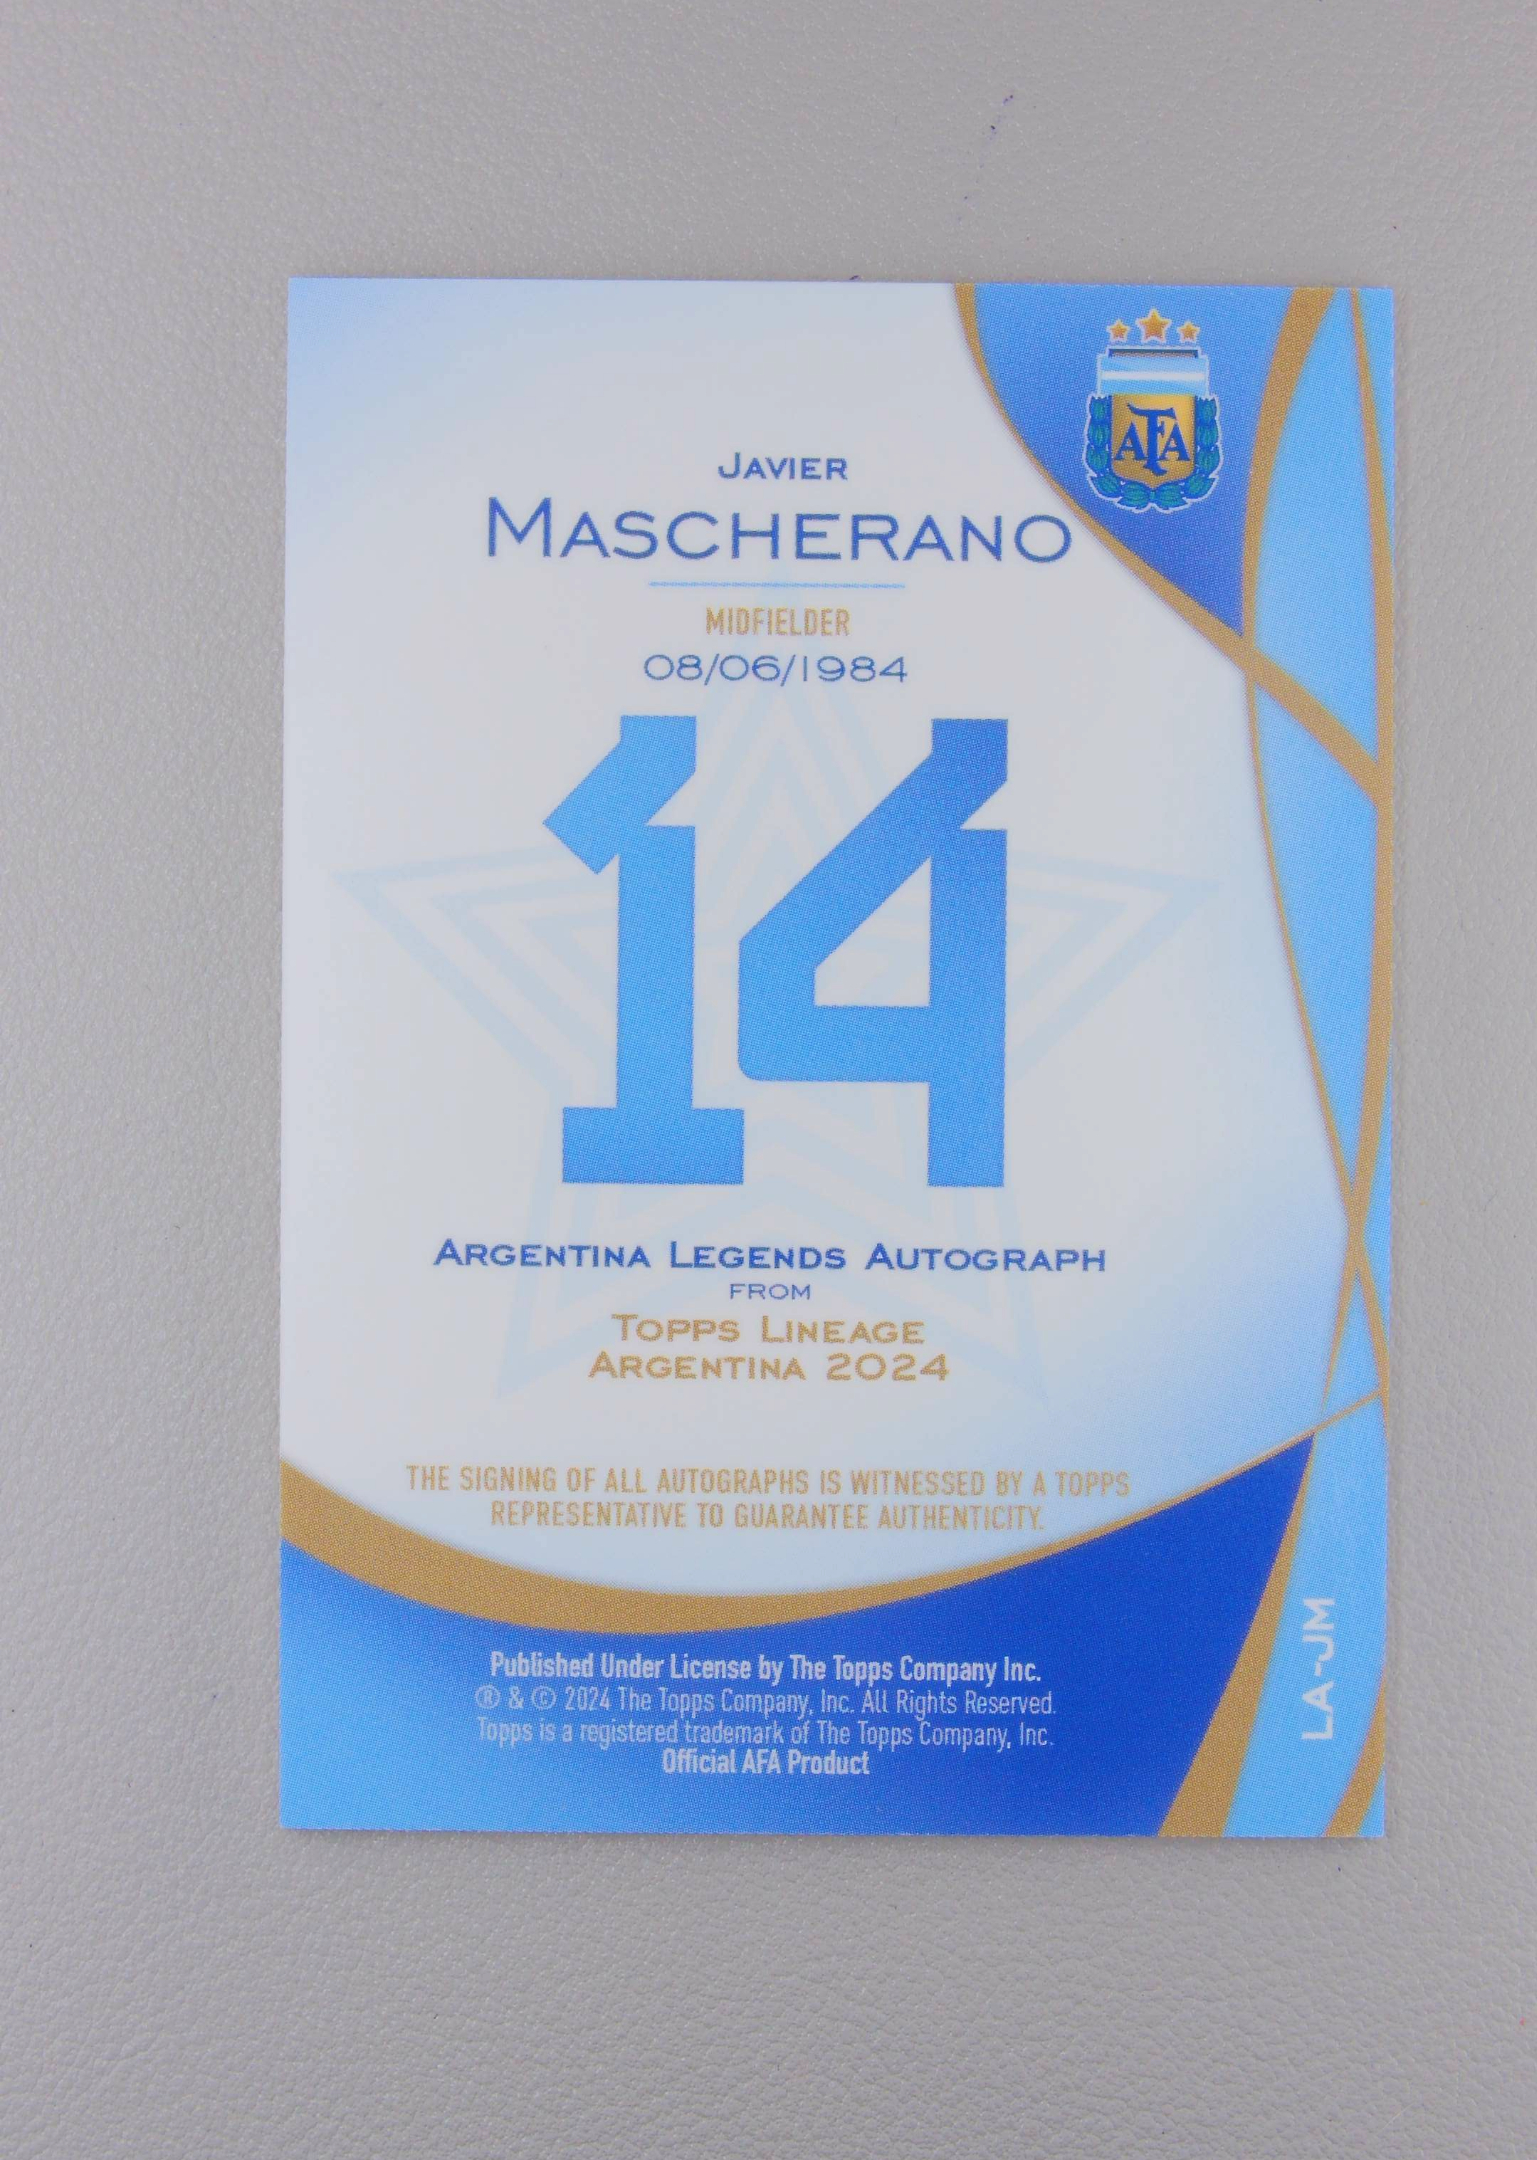 AFA
JAVIER
MASCHERANO
MIDFIELDER
08/06/1984
14
ARGENTINA LEGENDS AUTOGRAPH
FROM
TOPPS LINEAGE
ARGENTINA 2024
THE SIGNING OF ALL AUTOGRAPHS IS WITNESSED BY A TOPPS
REPRESENTATIVE TO GUARANTEE AUTHENTICITY.
Published Under License by The Topps Company Inc.
® & © 2024 The Topps Company, Inc. All Rights Reserved.
Topps is a registered trademark of The Topps Company, Inc.
Official AFA Product
LA-JM